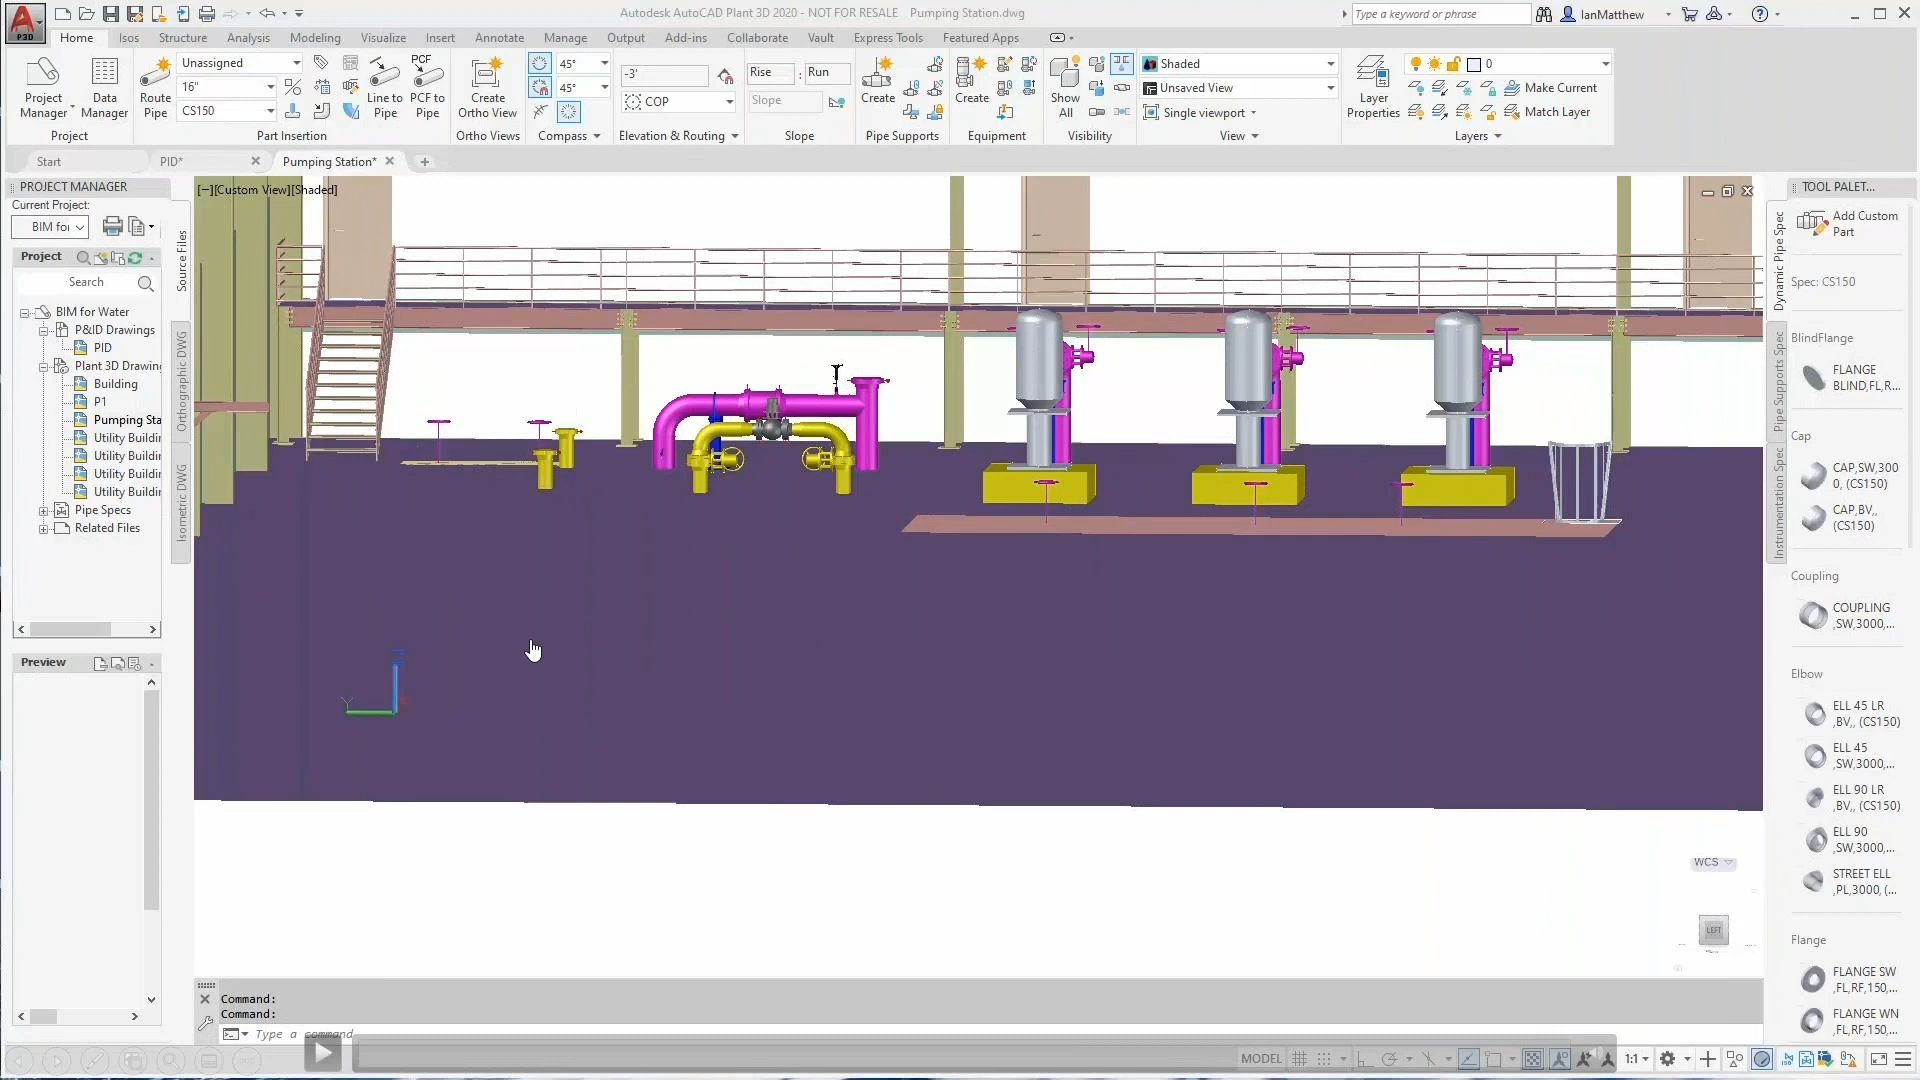 Autodesk AutoCAD Plant 3D 2020 - NOT FOR RESALE Pumping Station.dwg
Type a keyword or phrase
IanMatthew
P3D
Home Isos Structure Analysis Modeling Visualize Insert Annotate Manage Output Add-ins Collaborate Vault Express Tools Featured Apps
Project Manager
Data Manager
Project
Route Pipe
Unassigned
16"
CS150
Line to Pipe
PCF
PCF to Pipe
Part Insertion
Create Ortho View
Ortho Views
45°
45°
Compass
-3'
COP
Elevation & Routing
Rise : Run
Slope
Slope
Create
Pipe Supports
Create
Equipment
Show All
Visibility
Shaded
Unsaved View
Single viewport
View
Layer Properties
0
Make Current
Match Layer
Layers
Start
PID*
Pumping Station*
PROJECT MANAGER
Current Project:
BIM for
Project
Search
BIM for Water
P&ID Drawings
PID
Plant 3D Drawing
Building
P1
Pumping Sta
Utility Buildin
Utility Buildin
Utility Buildin
Utility Buildin
Pipe Specs
Related Files
Source Files
Orthographic DWG
Isometric DWG
Preview
[−][Custom View][Shaded]
WCS
LEFT
Command:
Command:
Type a command
MODEL
1:1
TOOL PALET...
Dynamic Pipe Spec
Pipe Supports Spec
Instrumentation Spec
Add Custom
Part
Spec: CS150
BlindFlange
FLANGE
BLIND,FL,R...
Cap
CAP,SW,300
0, (CS150)
CAP,BV,,
(CS150)
Coupling
COUPLING
,SW,3000,...
Elbow
ELL 45 LR
,BV,, (CS150)
ELL 45
,SW,3000,...
ELL 90 LR
,BV,, (CS150)
ELL 90
,SW,3000,...
STREET ELL
,PL,3000, (...
Flange
FLANGE SW
,FL,RF,150,...
FLANGE WN
,FL,RF,150,...